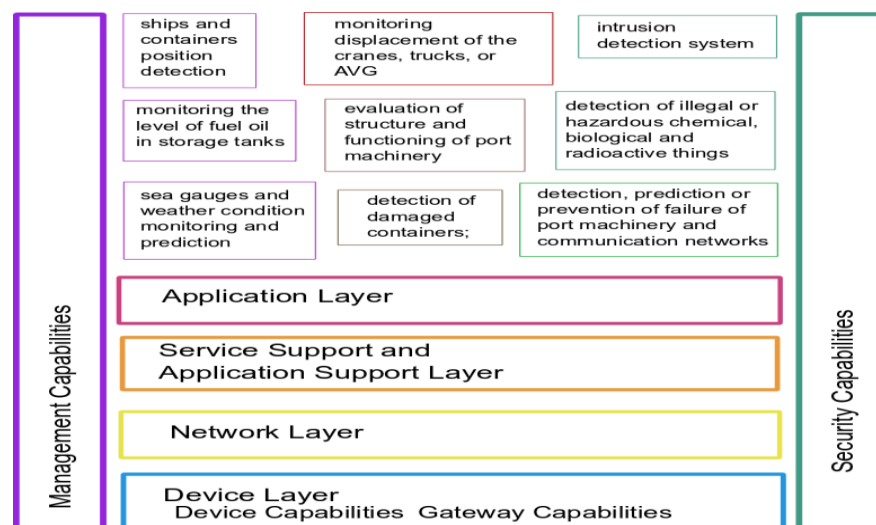 ships and
containers
position
detection
monitoring
displacement of the
cranes, trucks, or
AVG
intrusion
detection system
monitoring the
level of fuel oil
in storage tanks
evaluation of
structure and
functioning of port
machinery
detection of illegal or
hazardous chemical,
biological and
radioactive things
sea gauges and
weather condition
monitoring and
prediction
detection of
damaged
containers;
detection, prediction or
prevention of failure of
port machinery and
communication networks
Management Capabilities
Application Layer
Service Support and
Application Support Layer
Network Layer
Device Layer
Device Capabilities Gateway Capabilities
Security Capabilities